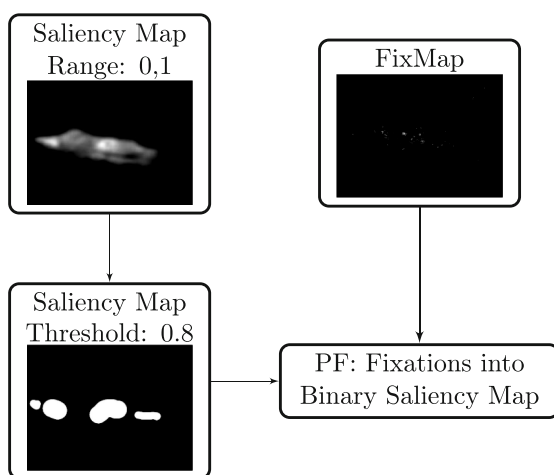 Saliency Map
Range: 0,1
FixMap
Saliency Map
Threshold: 0.8
PF: Fixations into
Binary Saliency Map